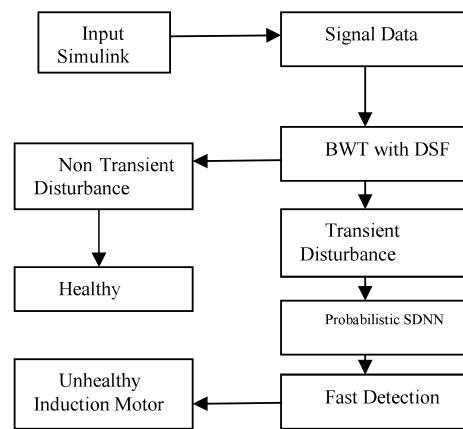 Input
Simulink
Signal Data
BWT with DSF
Non Transient
Disturbance
Transient
Disturbance
Healthy
Probabilistic SDNN
Unhealthy
Induction Motor
Fast Detection